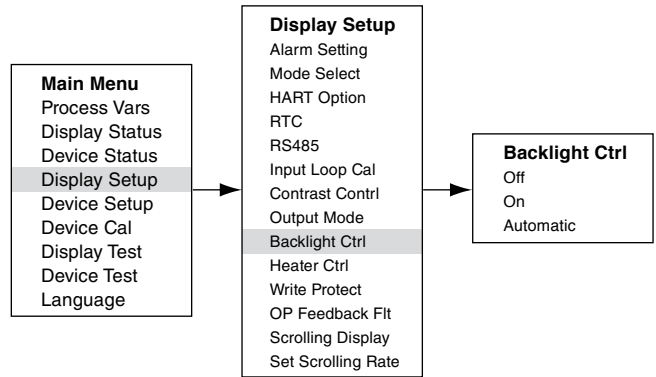 Main Menu
Process Vars
Display Status
Device Status
Display Setup
Device Setup
Device Cal
Display Test
Device Test
Language
Display Setup
Alarm Setting
Mode Select
HART Option
RTC
RS485
Input Loop Cal
Contrast Contrl
Output Mode
Backlight Ctrl
Heater Ctrl
Write Protect
OP Feedback Flt
Scrolling Display
Set Scrolling Rate
Backlight Ctrl
Off
On
Automatic